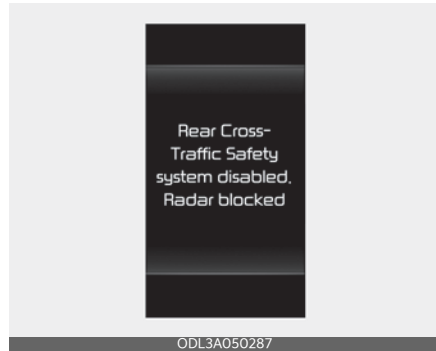 Rear Cross-
Traffic Safety
system disabled,
Radar blocked
ODL3A050287